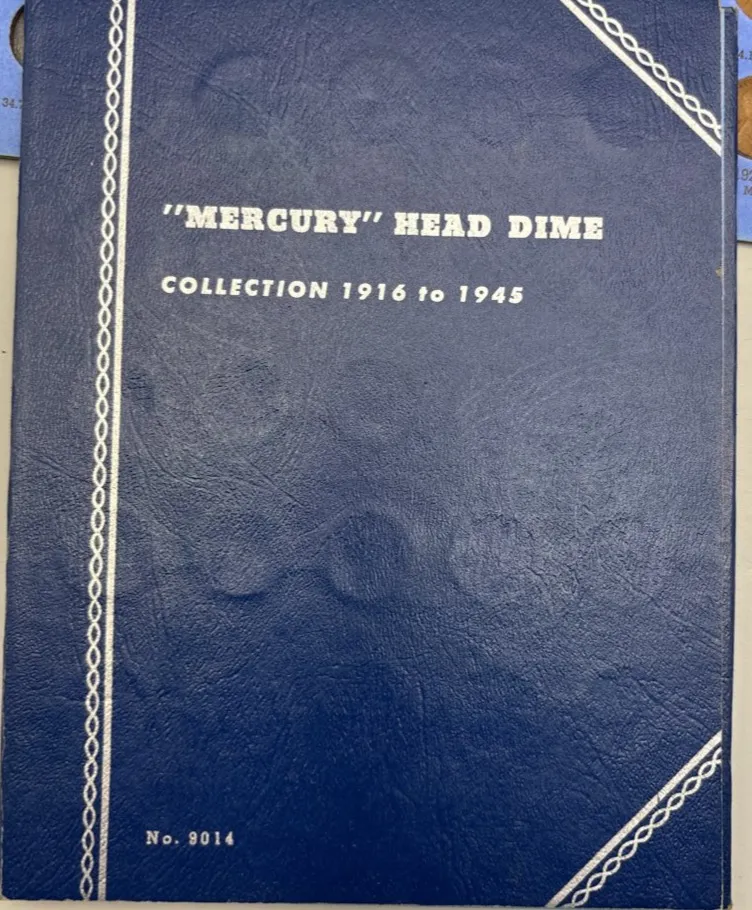 "MERCURY" HEAD DIME
COLLECTION 1916 to 1945
No. 9014